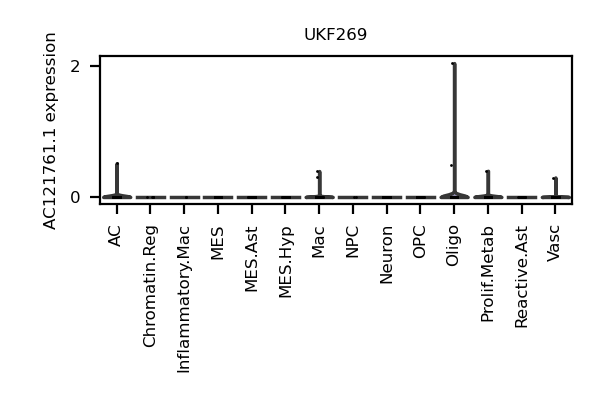 UKF269
AC121761.1 expression
2
0
AC
Chromatin.Reg
Inflammatory.Mac
MES
MES.Ast
MES.Hyp
Mac
NPC
Neuron
OPC
Oligo
Prolif.Metab
Reactive.Ast
Vasc